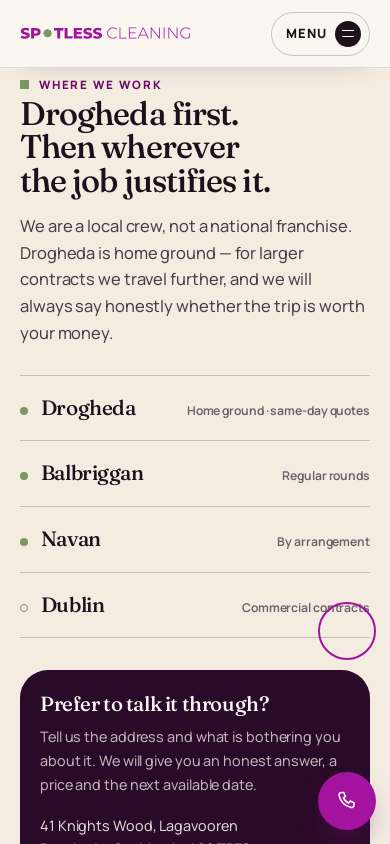 SPOTLESS CLEANING
MENU
WHERE WE WORK
Drogheda first.
Then wherever
the job justifies it.
We are a local crew, not a national franchise.
Drogheda is home ground — for larger
contracts we travel further, and we will
always say honestly whether the trip is worth
your money.
Drogheda Home ground · same-day quotes
Balbriggan Regular rounds
Navan By arrangement
Dublin Commercial contracts
Prefer to talk it through?
Tell us the address and what is bothering you
about it. We will give you an honest answer, a
price and the next available date.
41 Knights Wood, Lagavooren